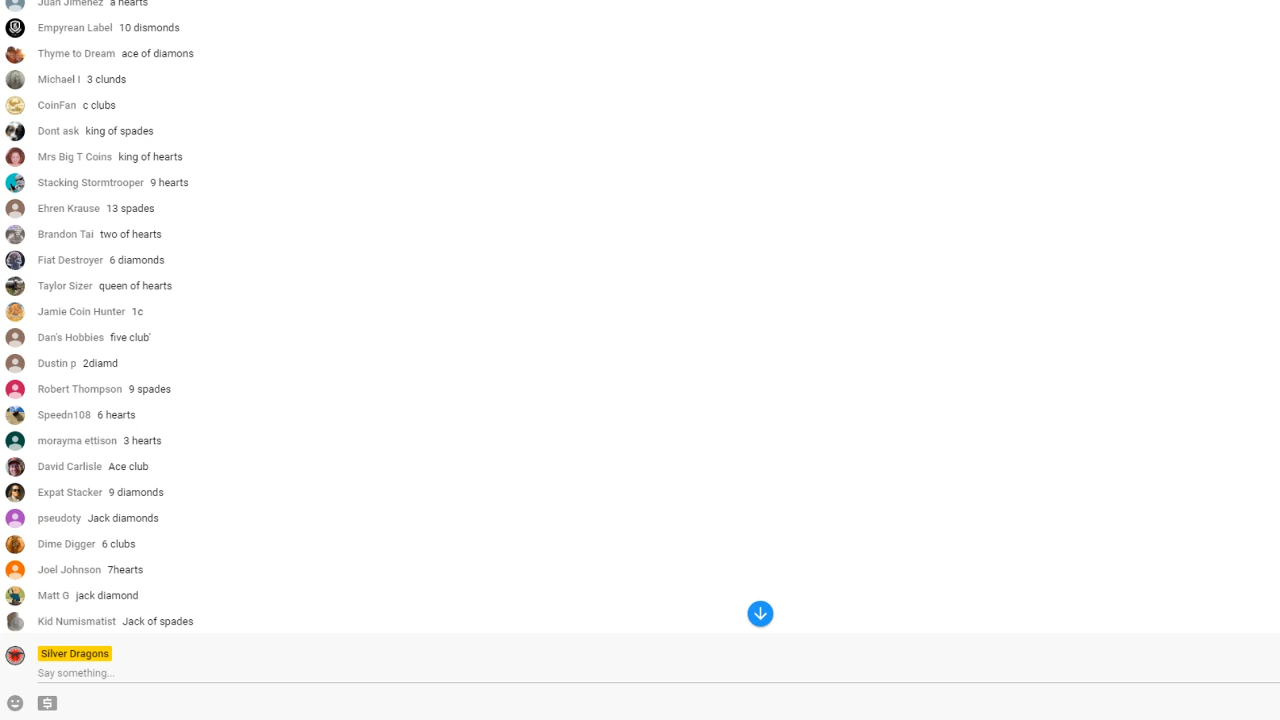 Juan Jimenez a hearts
Empyrean Label 10 dismonds
Thyme to Dream ace of diamons
Michael I 3 clunds
CoinFan c clubs
Dont ask king of spades
Mrs Big T Coins king of hearts
Stacking Stormtrooper 9 hearts
Ehren Krause 13 spades
Brandon Tai two of hearts
Fiat Destroyer 6 diamonds
Taylor Sizer queen of hearts
Jamie Coin Hunter 1c
Dan's Hobbies five club'
Dustin p 2diamd
Robert Thompson 9 spades
Speedn108 6 hearts
morayma ettison 3 hearts
David Carlisle Ace club
Expat Stacker 9 diamonds
pseudoty Jack diamonds
Dime Digger 6 clubs
Joel Johnson 7hearts
Matt G jack diamond
Kid Numismatist Jack of spades
Silver Dragons
Say something...